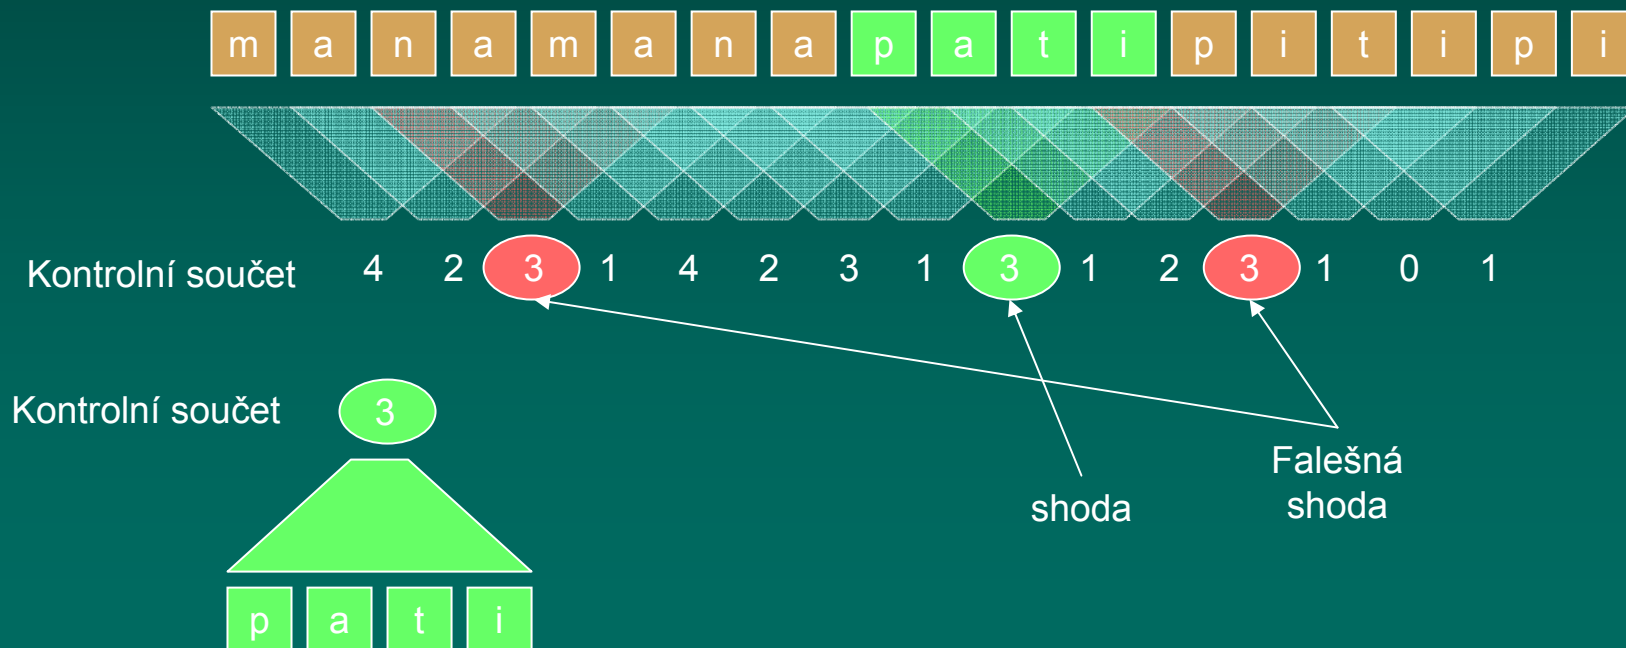 m a n a m a n a p a t i p i t i p i
Kontrolní součet 4 2 3 1 4 2 3 1 3 1 2 3 1 0 1
Kontrolní součet 3
shoda
Falešná
shoda
p a t i